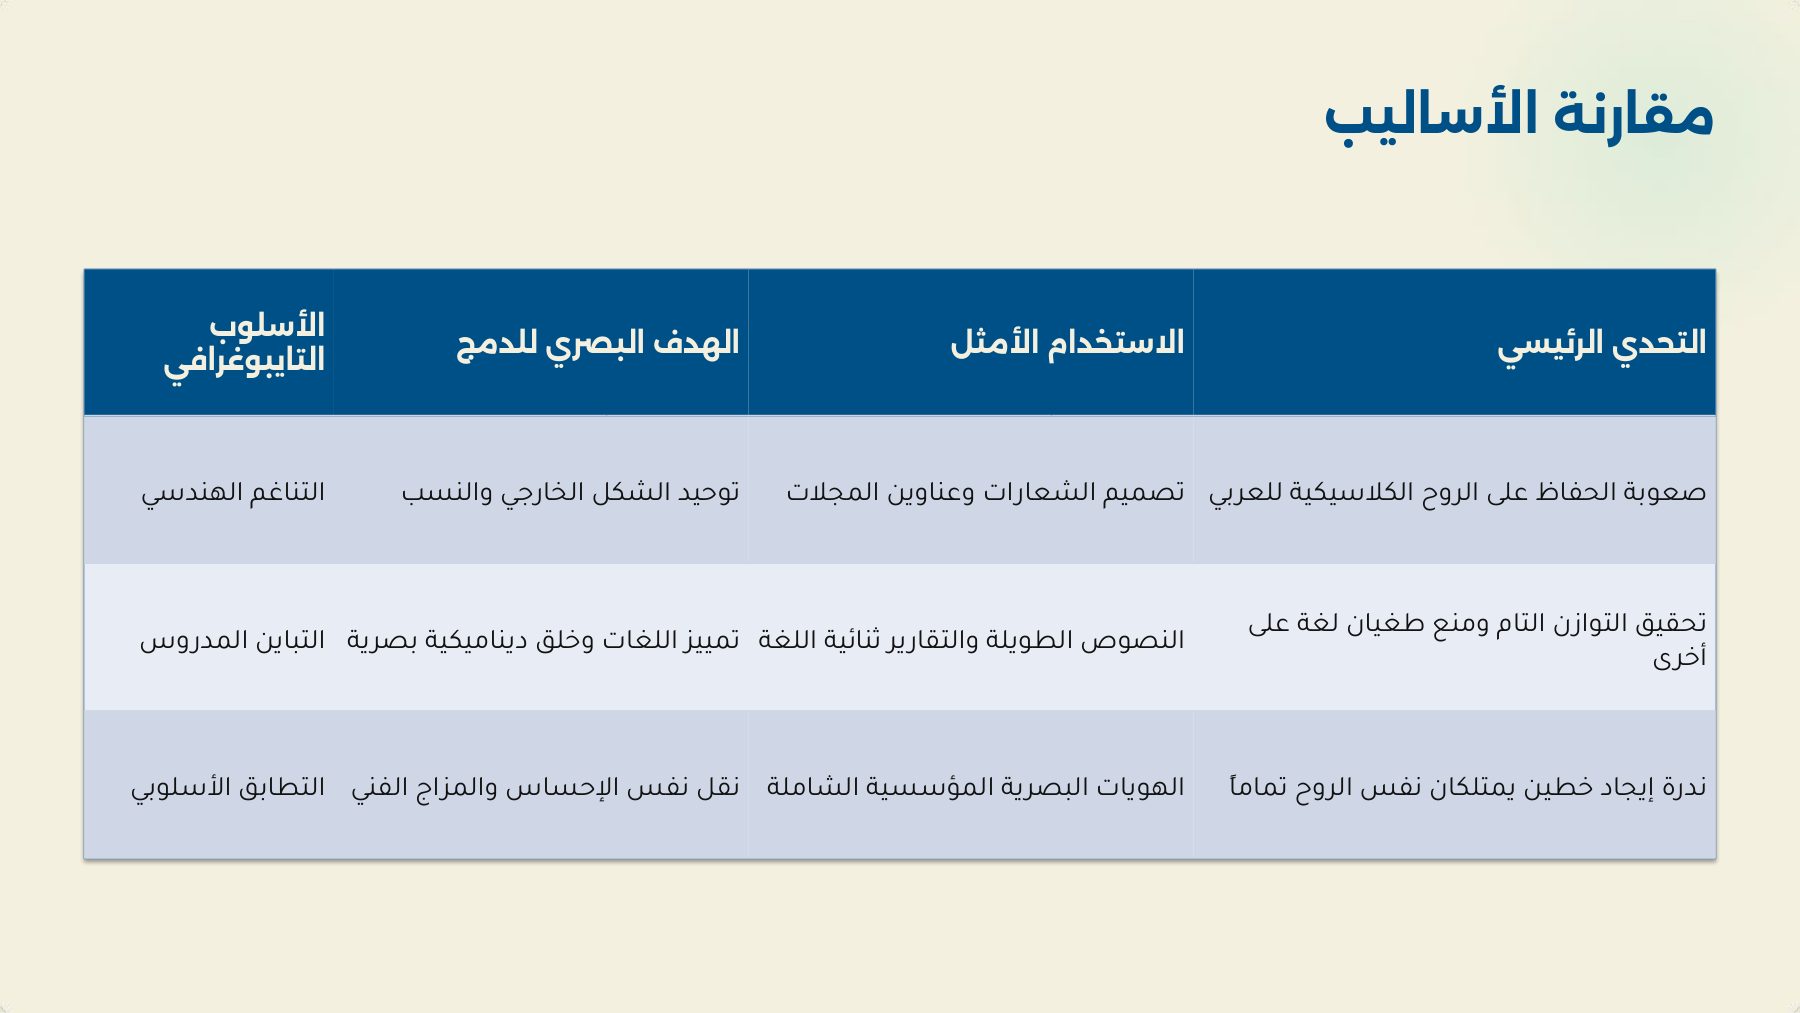 مقارنة الأساليب
التحدي الرئيسي
الاستخدام الأمثل
الهدف البصري للدمج
الأسلوب
التايبوغرافي
صعوبة الحفاظ على الروح الكلاسيكية للعربي
تصميم الشعارات وعناوين المجلات
توحيد الشكل الخارجي والنسب
التناغم الهندسي
تحقيق التوازن التام ومنع طغيان لغة على
أخرى
النصوص الطويلة والتقارير ثنائية اللغة
تمييز اللغات وخلق ديناميكية بصرية
التباين المدروس
ندرة إيجاد خطين يمتلكان نفس الروح تماماً
الهويات البصرية المؤسسية الشاملة
نقل نفس الإحساس والمزاج الفني
التطابق الأسلوبي